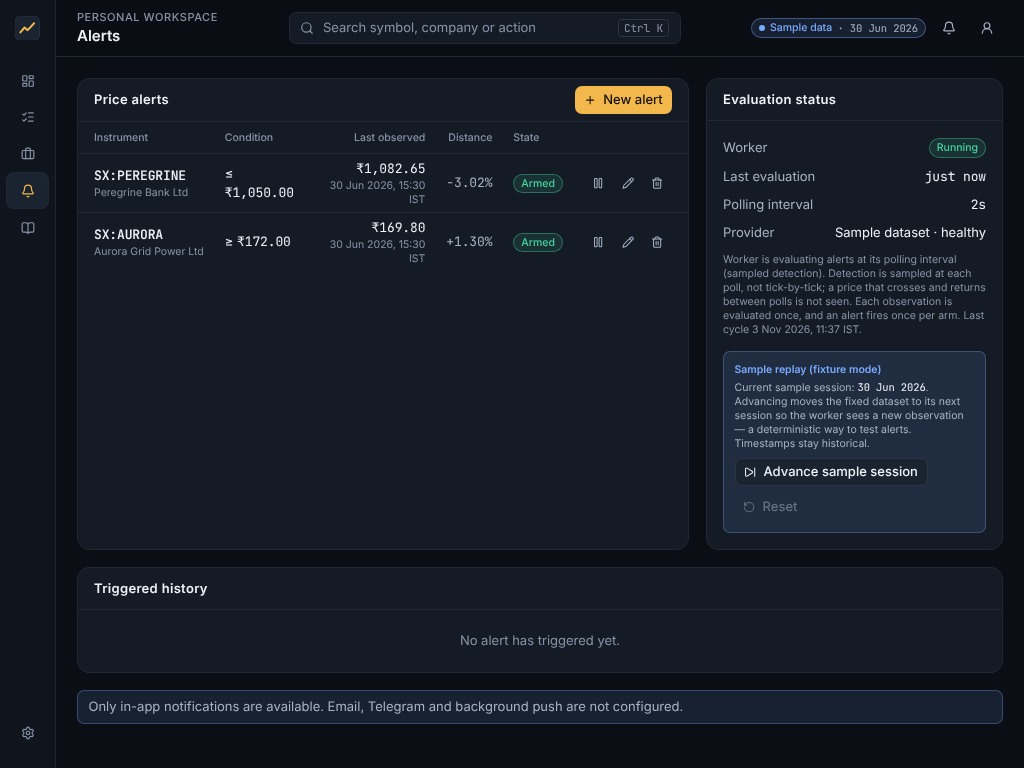 PERSONAL WORKSPACE
Alerts
Search symbol, company or action
Ctrl K
Sample data · 30 Jun 2026
Price alerts
+ New alert
Instrument Condition Last observed Distance State
SX:PEREGRINE
Peregrine Bank Ltd
≤
₹1,050.00
₹1,082.65
30 Jun 2026, 15:30
IST
-3.02%
Armed
SX:AURORA
Aurora Grid Power Ltd
≥ ₹172.00
₹169.80
30 Jun 2026, 15:30
IST
+1.30%
Armed
Evaluation status
Worker Running
Last evaluation just now
Polling interval 2s
Provider Sample dataset · healthy
Worker is evaluating alerts at its polling interval
(sampled detection). Detection is sampled at each
poll, not tick-by-tick; a price that crosses and returns
between polls is not seen. Each observation is
evaluated once, and an alert fires once per arm. Last
cycle 3 Nov 2026, 11:37 IST.
Sample replay (fixture mode)
Current sample session: 30 Jun 2026.
Advancing moves the fixed dataset to its next
session so the worker sees a new observation
— a deterministic way to test alerts.
Timestamps stay historical.
Advance sample session
Reset
Triggered history
No alert has triggered yet.
Only in-app notifications are available. Email, Telegram and background push are not configured.